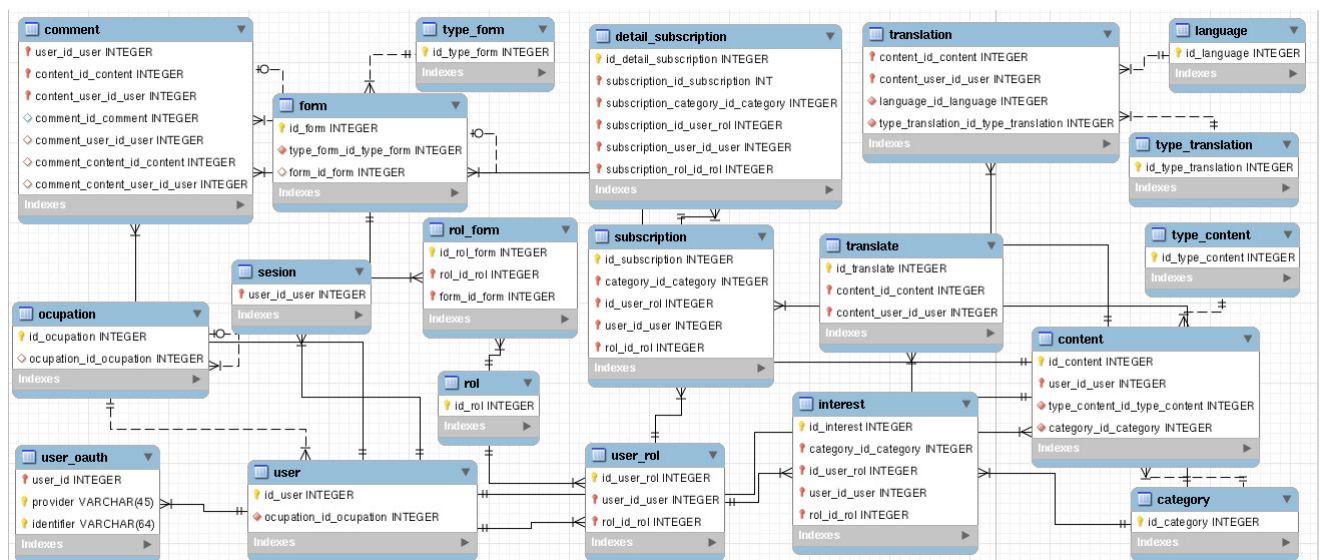 comment
user_id_user INTEGER
content_id_content INTEGER
content_user_id_user INTEGER
comment_id_comment INTEGER
comment_user_id_user INTEGER
comment_content_id_content INTEGER
comment_content_user_id_user INTEGER
Indexes
type_form
id_type_form INTEGER
Indexes
form
id_form INTEGER
type_form_id_type_form INTEGER
form_id_form INTEGER
Indexes
detail_subscription
id_detail_subscription INTEGER
subscription_id_subscription INT
subscription_category_id_category INTEGER
subscription_id_user_rol INTEGER
subscription_user_id_user INTEGER
subscription_rol_id_rol INTEGER
Indexes
translation
content_id_content INTEGER
content_user_id_user INTEGER
language_id_language INTEGER
type_translation_id_type_translation INTEGER
Indexes
language
id_language INTEGER
Indexes
type_translation
id_type_translation INTEGER
Indexes
rol_form
id_rol_form INTEGER
rol_id_rol INTEGER
form_id_form INTEGER
Indexes
subscription
id_subscription INTEGER
category_id_category INTEGER
id_user_rol INTEGER
user_id_user INTEGER
rol_id_rol INTEGER
Indexes
translate
id_translate INTEGER
content_id_content INTEGER
content_user_id_user INTEGER
Indexes
type_content
id_type_content INTEGER
Indexes
sesion
user_id_user INTEGER
Indexes
ocupation
id_ocupation INTEGER
ocupation_id_ocupation INTEGER
Indexes
content
id_content INTEGER
user_id_user INTEGER
type_content_id_type_content INTEGER
category_id_category INTEGER
Indexes
rol
id_rol INTEGER
Indexes
interest
id_interest INTEGER
category_id_category INTEGER
id_user_rol INTEGER
user_id_user INTEGER
rol_id_rol INTEGER
Indexes
user_oauth
user_id INTEGER
provider VARCHAR(45)
identifier VARCHAR(64)
Indexes
user
id_user INTEGER
ocupation_id_ocupation INTEGER
Indexes
user_rol
id_user_rol INTEGER
user_id_user INTEGER
rol_id_rol INTEGER
Indexes
category
id_category INTEGER
Indexes